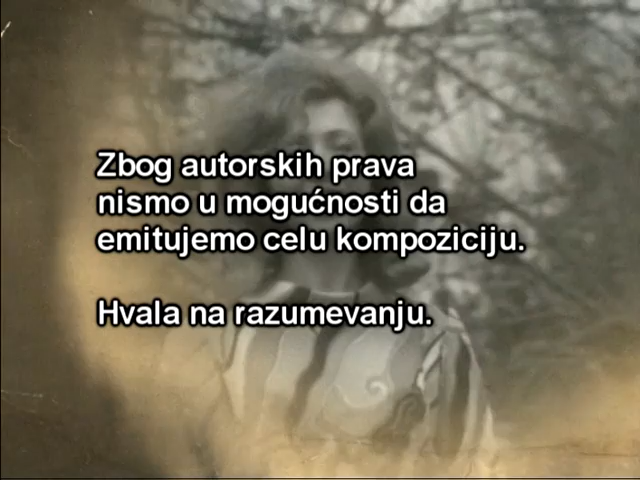 Zbog autorskih prava
nismo u mogućnosti da
emitujemo celu kompoziciju.
Hvala na razumevanju.